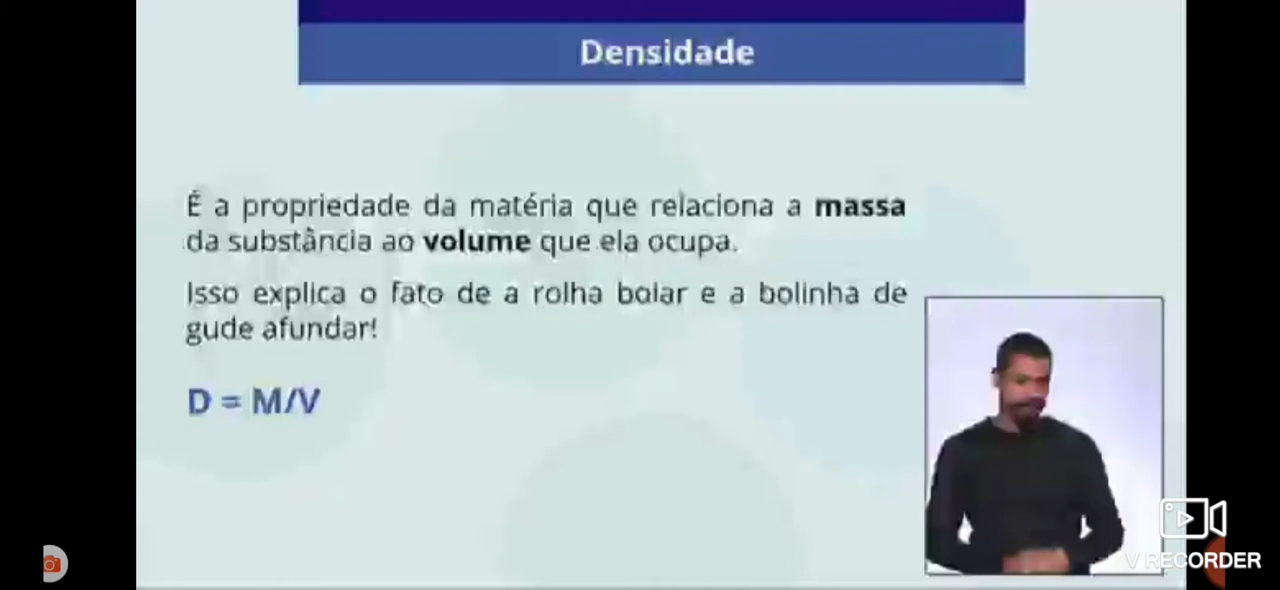 Densidade
É a propriedade da matéria que relaciona a massa
da substância ao volume que ela ocupa.
Isso explica o fato de a rolha boiar e a bolinha de
gude afundar!
D = M/V
V RECORDER